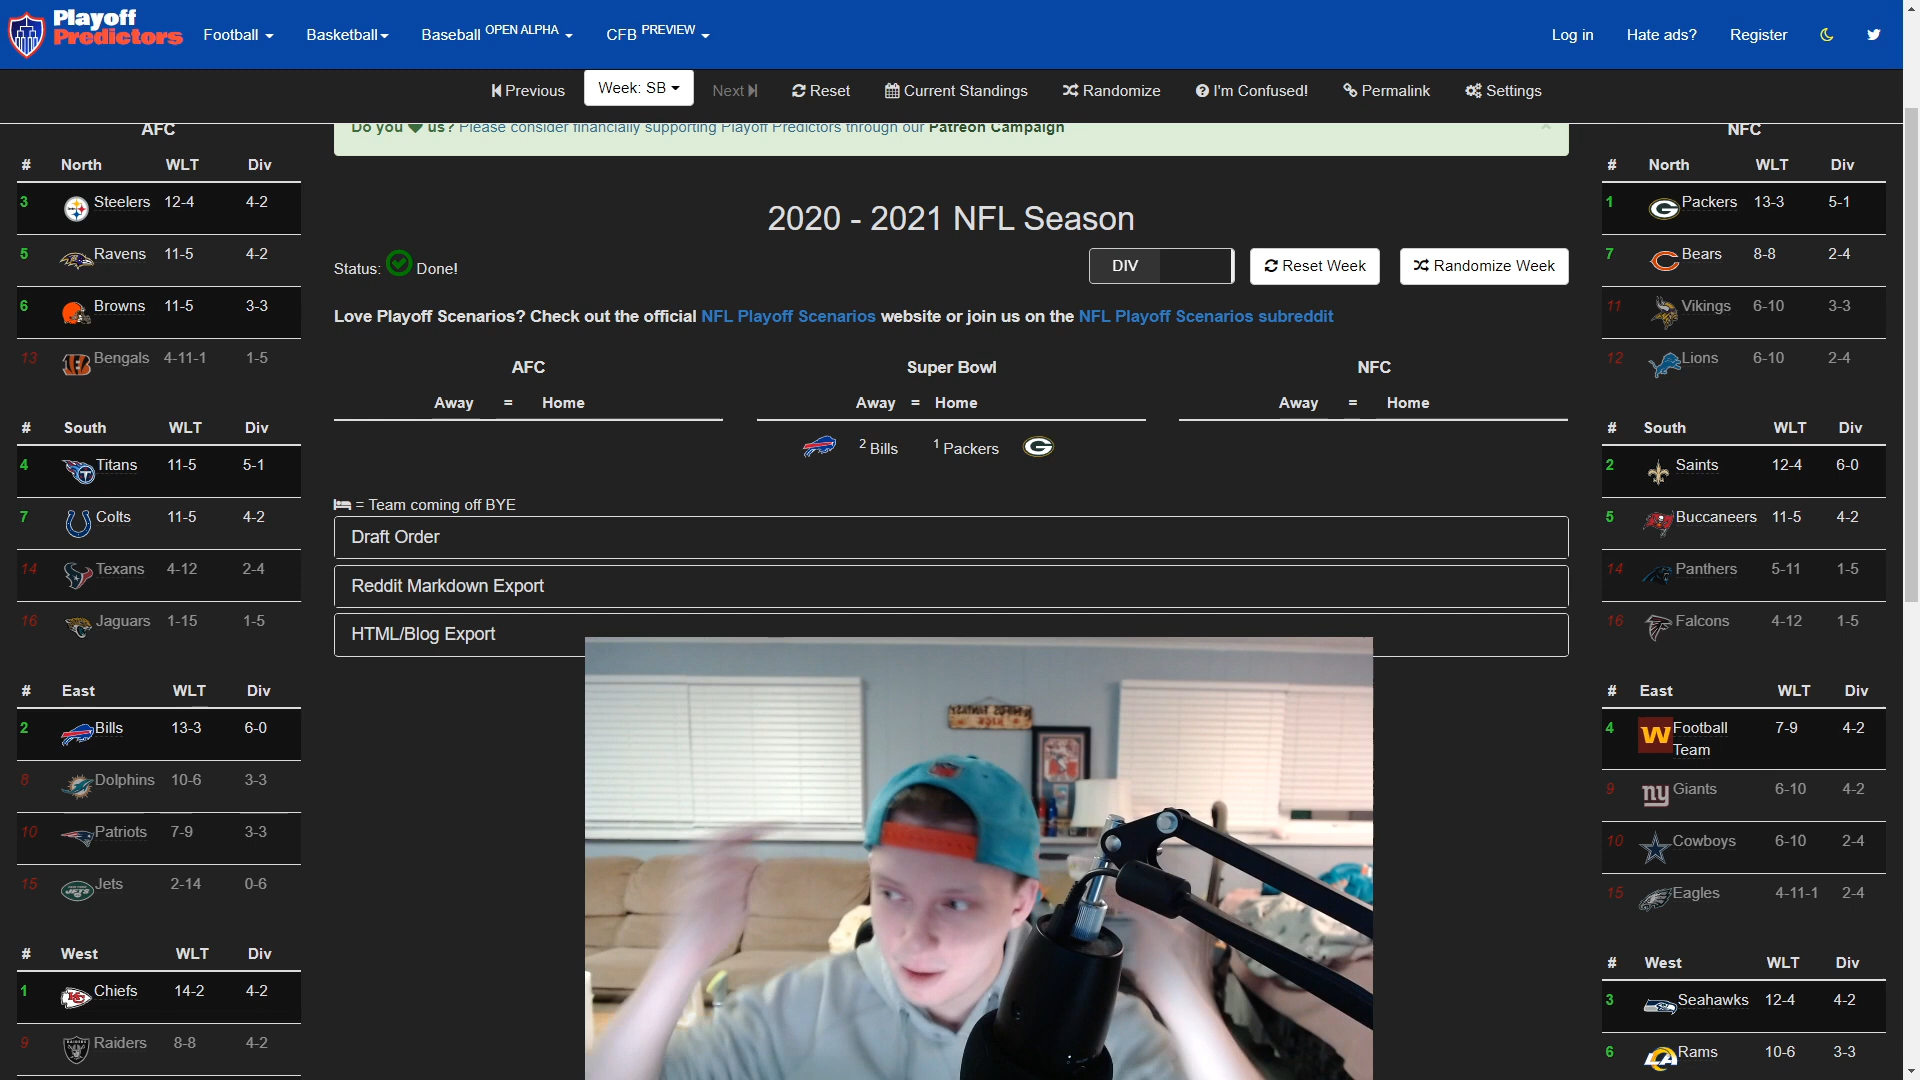 Playoff
Predictors
Football
Basketball
Baseball OPEN ALPHA
CFB PREVIEW
Log in
Hate ads?
Register
Previous
Week: SB
Next
Reset
Current Standings
Randomize
I'm Confused!
Permalink
Settings
Do you us? Please consider financially supporting Playoff Predictors through our Patreon Campaign
AFC
# North WLT Div
3 Steelers 12-4 4-2
5 Ravens 11-5 4-2
6 Browns 11-5 3-3
13 Bengals 4-11-1 1-5
# South WLT Div
4 Titans 11-5 5-1
7 Colts 11-5 4-2
14 Texans 4-12 2-4
16 Jaguars 1-15 1-5
# East WLT Div
2 Bills 13-3 6-0
8 Dolphins 10-6 3-3
10 Patriots 7-9 3-3
15 Jets 2-14 0-6
# West WLT Div
1 Chiefs 14-2 4-2
9 Raiders 8-8 4-2
2020 - 2021 NFL Season
Status: Done!
DIV
Reset Week
Randomize Week
Love Playoff Scenarios? Check out the official NFL Playoff Scenarios website or join us on the NFL Playoff Scenarios subreddit
AFC
Away = Home
Super Bowl
Away = Home
2 Bills 1 Packers
NFC
Away = Home
= Team coming off BYE
Draft Order
Reddit Markdown Export
HTML/Blog Export
NFC
# North WLT Div
1 Packers 13-3 5-1
7 Bears 8-8 2-4
11 Vikings 6-10 3-3
12 Lions 6-10 2-4
# South WLT Div
2 Saints 12-4 6-0
5 Buccaneers 11-5 4-2
14 Panthers 5-11 1-5
16 Falcons 4-12 1-5
# East WLT Div
4 Football Team 7-9 4-2
9 Giants 6-10 4-2
10 Cowboys 6-10 2-4
15 Eagles 4-11-1 2-4
# West WLT Div
3 Seahawks 12-4 4-2
6 Rams 10-6 3-3